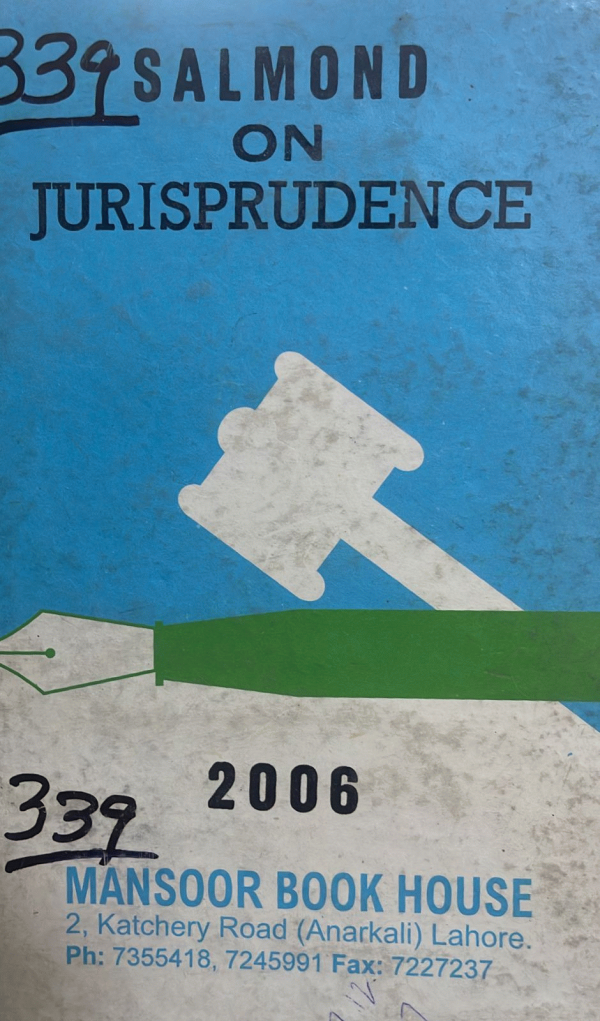 339 SALMOND
ON
JURISPRUDENCE
2006
339
MANSOOR BOOK HOUSE
2, Katchery Road (Anarkali) Lahore.
Ph: 7355418, 7245991 Fax: 7227237